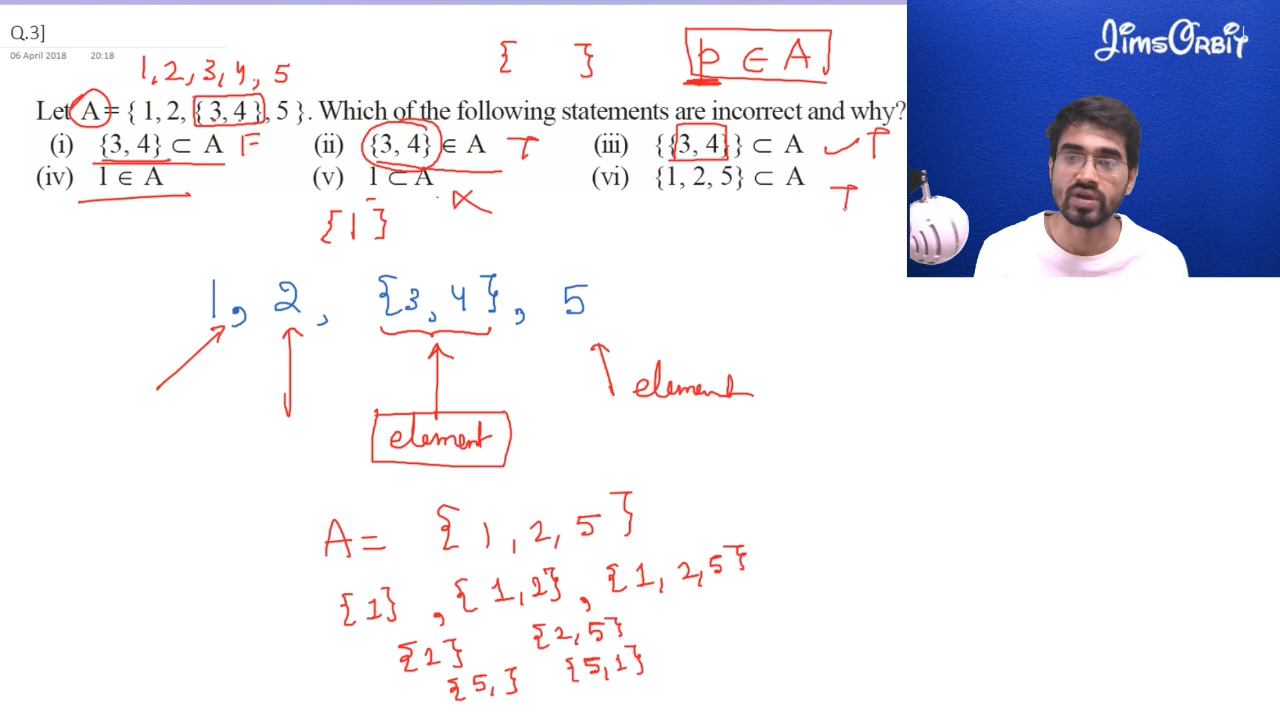 Q.3]
06 April 2018 20:18
JimsOrbit
{ } p ∈ A
1, 2, 3, 4, 5
Let A = { 1, 2, { 3, 4 }, 5 }. Which of the following statements are incorrect and why?
(i) {3, 4} ⊂ A F (ii) {3, 4} ∈ A T (iii) {{3, 4}} ⊂ A T
(iv) 1 ∈ A (v) 1 ⊂ A (vi) {1, 2, 5} ⊂ A T
{1}
1, 2, {3, 4}, 5
element
element
A = {1, 2, 5}
{1}, {1, 2}, {1, 2, 5}
{2} {2, 5}
{5, } {5, 1}